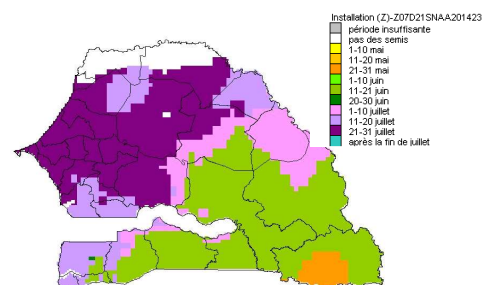 Installation (Z)-Z07D21SNAA201423
période insuffisante
pas des semis
1-10 mai
11-20 mai
21-31 mai
1-10 juin
11-21 juin
20-30 juin
1-10 juillet
11-20 juillet
21-31 juillet
après la fin de juillet